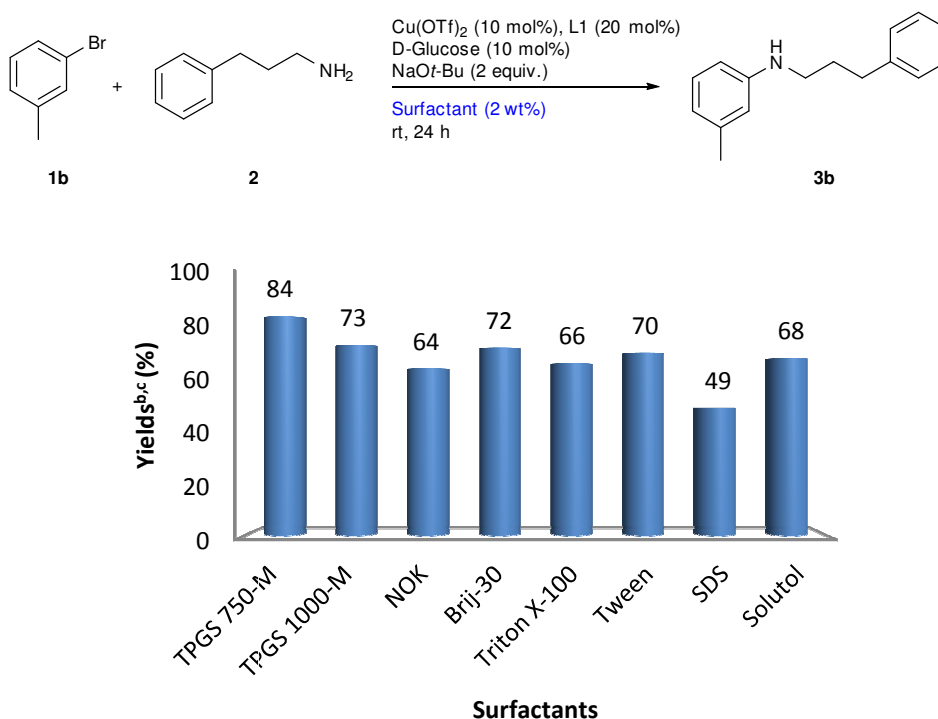 Cu(OTf)2 (10 mol%), L1 (20 mol%)
D-Glucose (10 mol%)
NaOt-Bu (2 equiv.)
Surfactant (2 wt%)
rt, 24 h
Br
+
NH2
H
N
1b
2
3b
Yields b,c (%)
100
80
60
40
20
0
84
73
64
72
66
70
49
68
TPGS 750-M
TPGS 1000-M
NOK
Brij-30
Triton X-100
Tween
SDS
Solutol
Surfactants